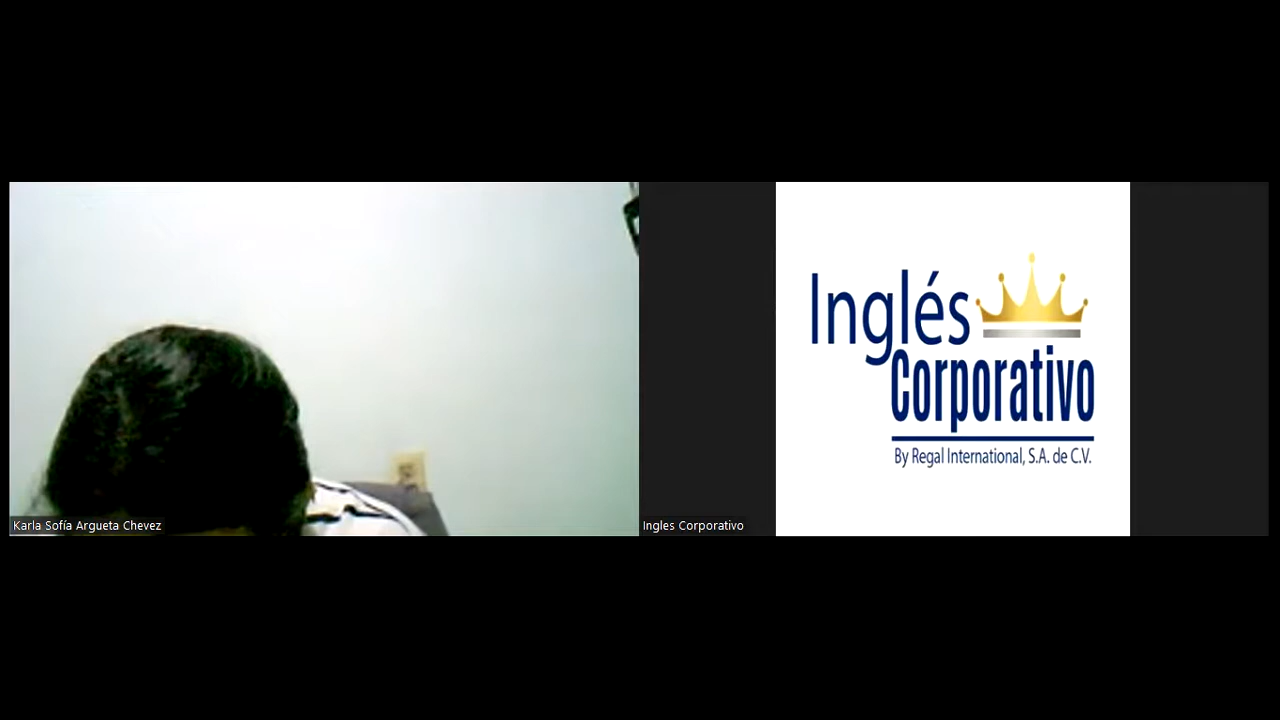 Inglés
Corporativo
By Regal International, S.A. de C.V.
Karla Sofía Argueta Chevez
Ingles Corporativo